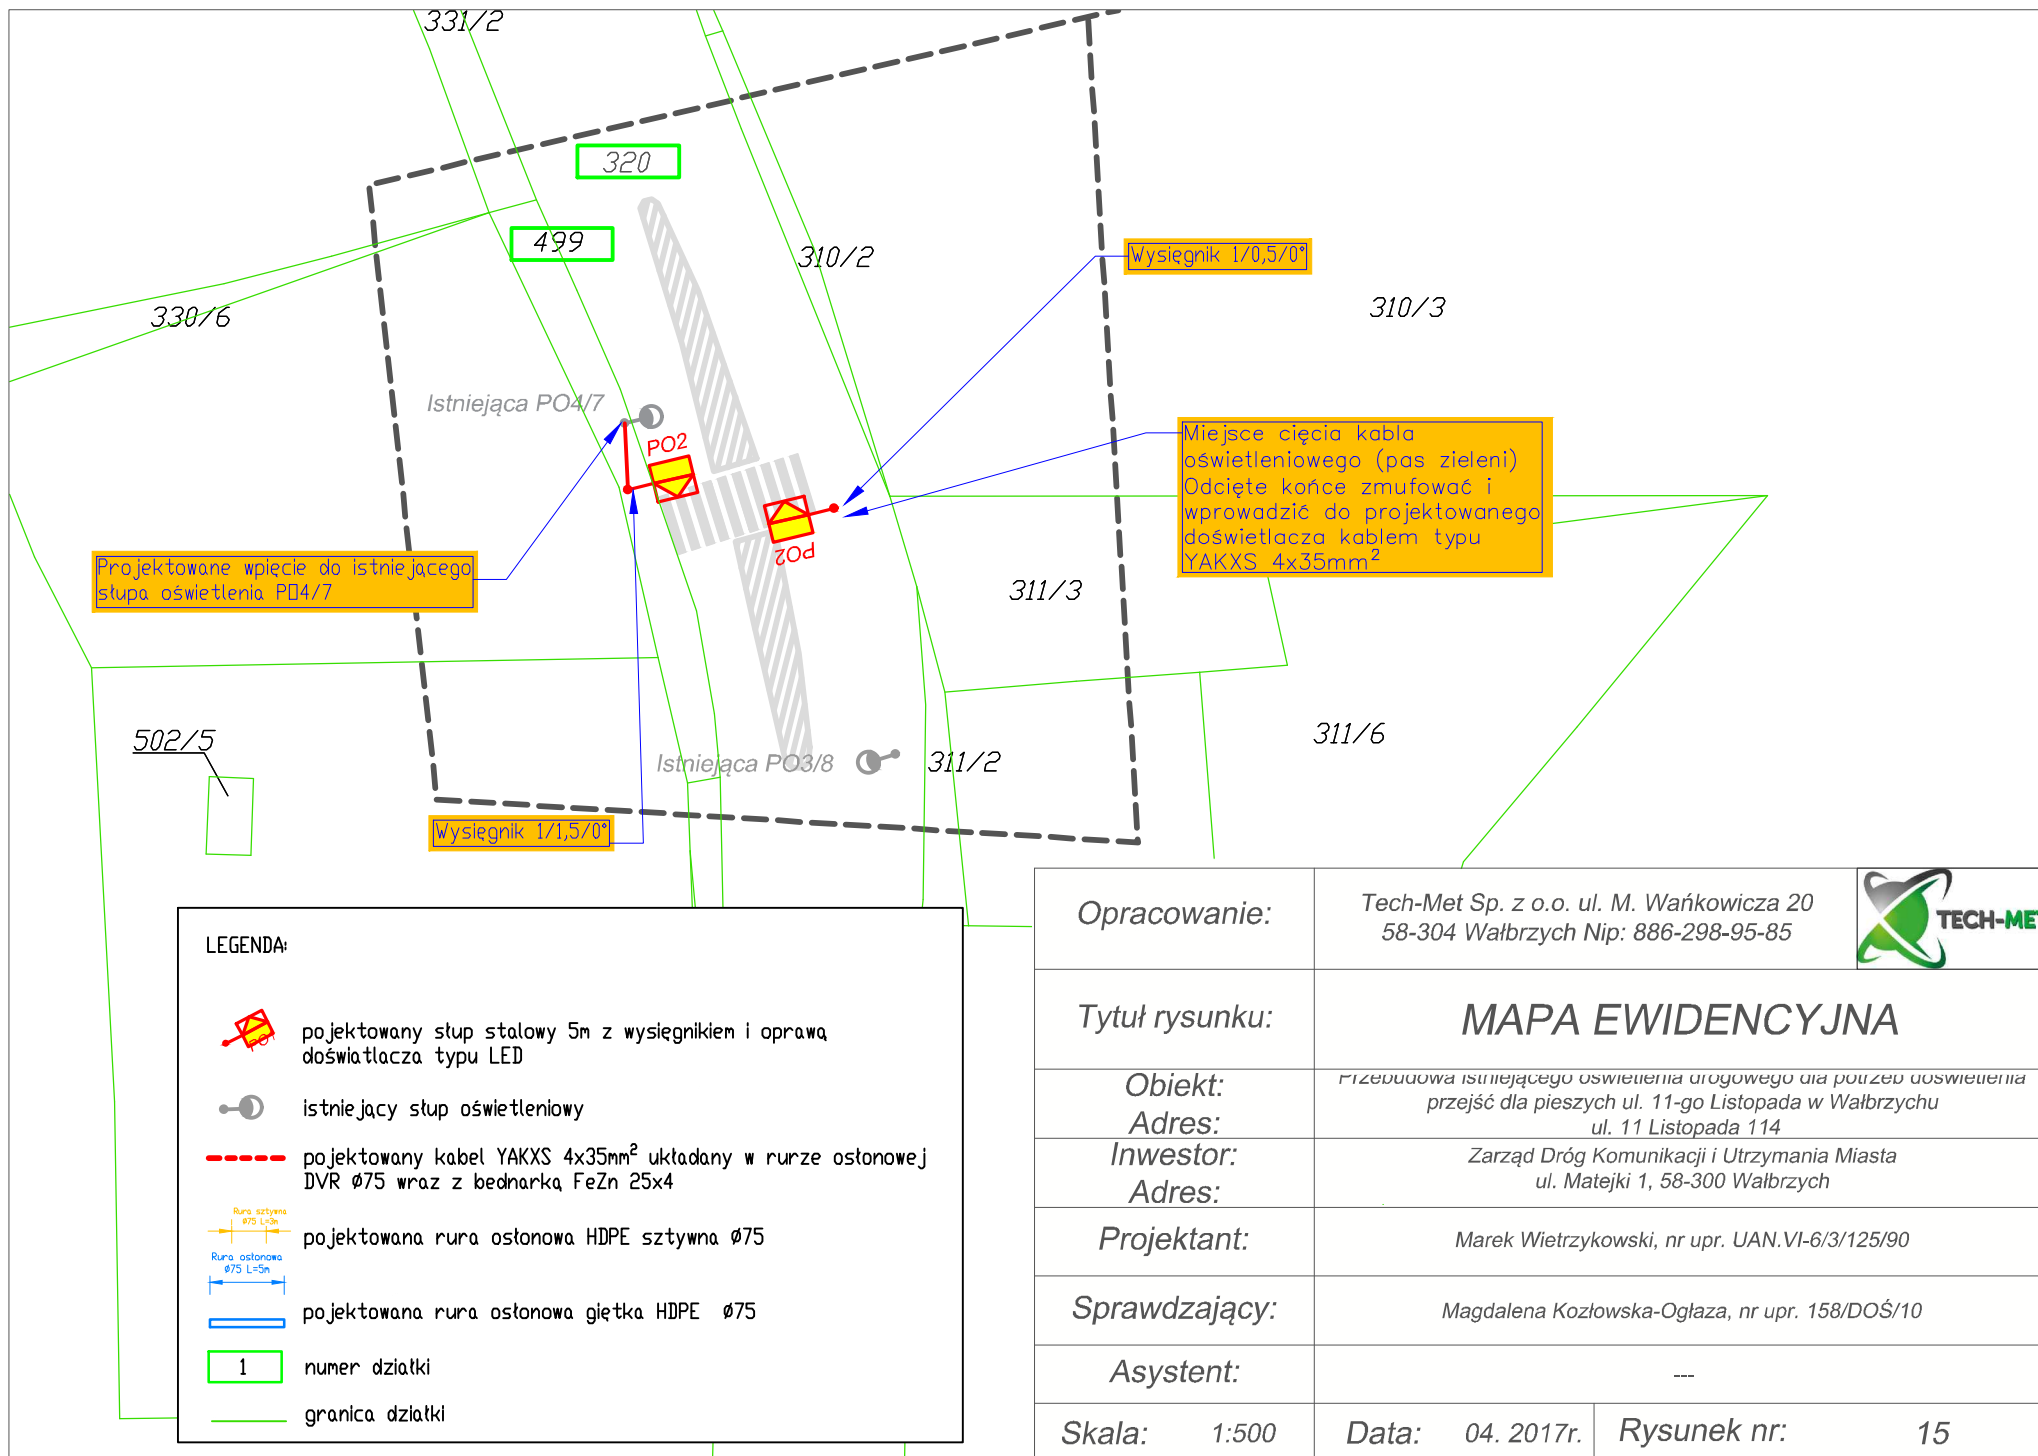 331/2
320
499
310/2
330/6
Wysięgnik 1/0,5/0°
310/3
Istniejąca PO4/7
PO2
Miejsce cięcia kabla
oświetleniowego (pas zieleni)
Odcięte końce zmufować i
wprowadzić do projektowanego
doświetlacza kablem typu
YAKXS 4x35mm²
PO2
Projektowane wpięcie do istniejącego
słupa oświetlenia P▯4/7
311/3
311/6
502/5
Istniejąca PO3/8
311/2
Wysięgnik 1/1,5/0°
LEGENDA:
pojektowany słup stalowy 5m z wysięgnikiem i oprawą
doświatlacza typu LED
istniejący słup oświetleniowy
pojektowany kabel YAKXS 4x35mm² układany w rurze osłonowej
DVR Ø75 wraz z bednarką FeZn 25x4
Rura sztywna
Ø75 L=3m
pojektowana rura osłonowa HDPE sztywna Ø75
Rura osłonowa
Ø75 L=5m
pojektowana rura osłonowa giętka HDPE Ø75
1 numer działki
granica działki
Opracowanie:
Tech-Met Sp. z o.o. ul. M. Wańkowicza 20
58-304 Wałbrzych Nip: 886-298-95-85
TECH-MET
Tytuł rysunku:
MAPA EWIDENCYJNA
Obiekt:
Adres:
Przebudowa istniejącego oświetlenia drogowego dla potrzeb doświetlenia
przejść dla pieszych ul. 11-go Listopada w Wałbrzychu
ul. 11 Listopada 114
Inwestor:
Adres:
Zarząd Dróg Komunikacji i Utrzymania Miasta
ul. Matejki 1, 58-300 Wałbrzych
Projektant:
Marek Wietrzykowski, nr upr. UAN.VI-6/3/125/90
Sprawdzający:
Magdalena Kozłowska-Ogłaza, nr upr. 158/DOŚ/10
Asystent:
---
Skala: 1:500
Data: 04. 2017r.
Rysunek nr: 15